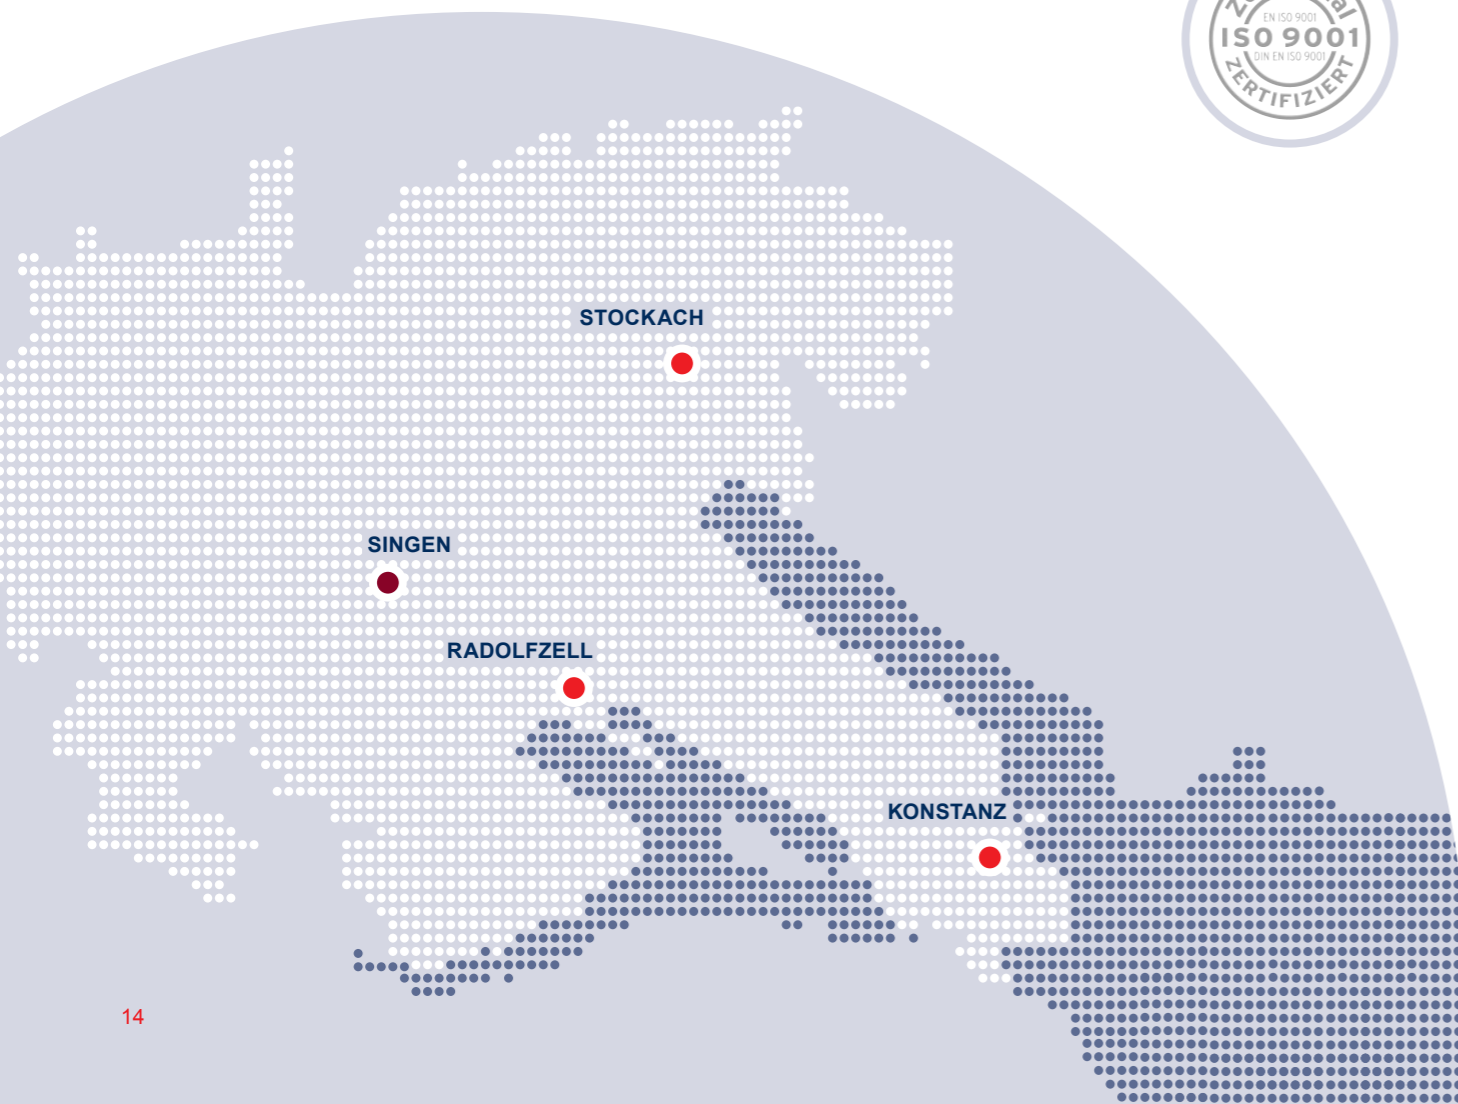 EN ISO 9001
ISO 9001
DIN EN ISO 9001
ZERTIFIZIERT
STOCKACH
SINGEN
RADOLFZELL
KONSTANZ
14